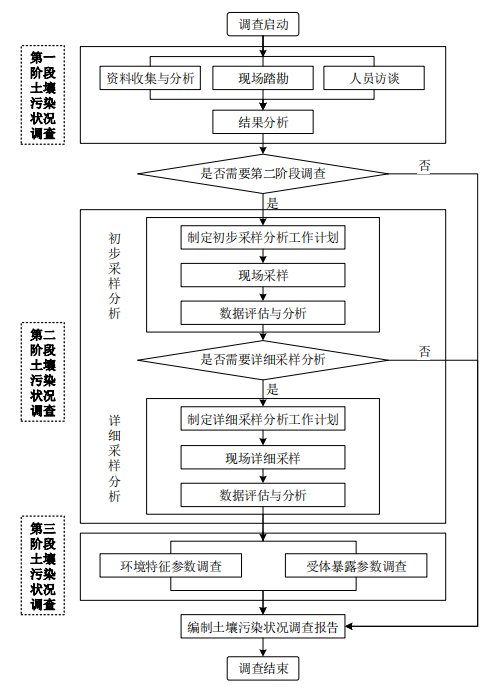 调查启动
第一
阶段
土壤
污染
状况
调查
资料收集与分析
现场踏勘
人员访谈
结果分析
是否需要第二阶段调查
否
是
初
步
采
样
分
析
制定初步采样分析工作计划
现场采样
数据评估与分析
第二
阶段
土壤
污染
状况
调查
是否需要详细采样分析
否
是
详
细
采
样
分
析
制定详细采样分析工作计划
现场详细采样
数据评估与分析
第三
阶段
土壤
污染
状况
调查
环境特征参数调查
受体暴露参数调查
编制土壤污染状况调查报告
调查结束